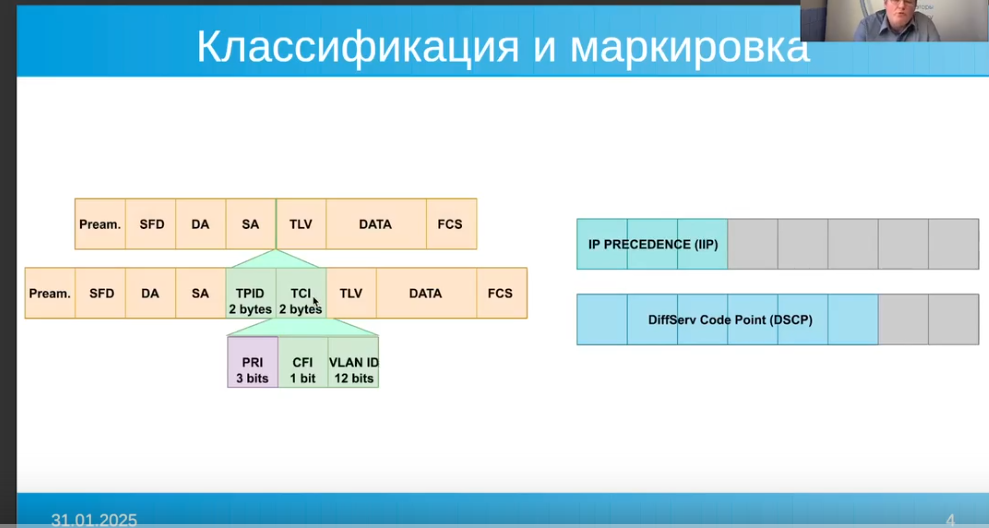 Классификация и маркировка
Pream. SFD DA SA TLV DATA FCS
Pream. SFD DA SA TPID 2 bytes TCI 2 bytes TLV DATA FCS
PRI 3 bits CFI 1 bit VLAN ID 12 bits
IP PRECEDENCE (IIP)
DiffServ Code Point (DSCP)
31.01.2025
4